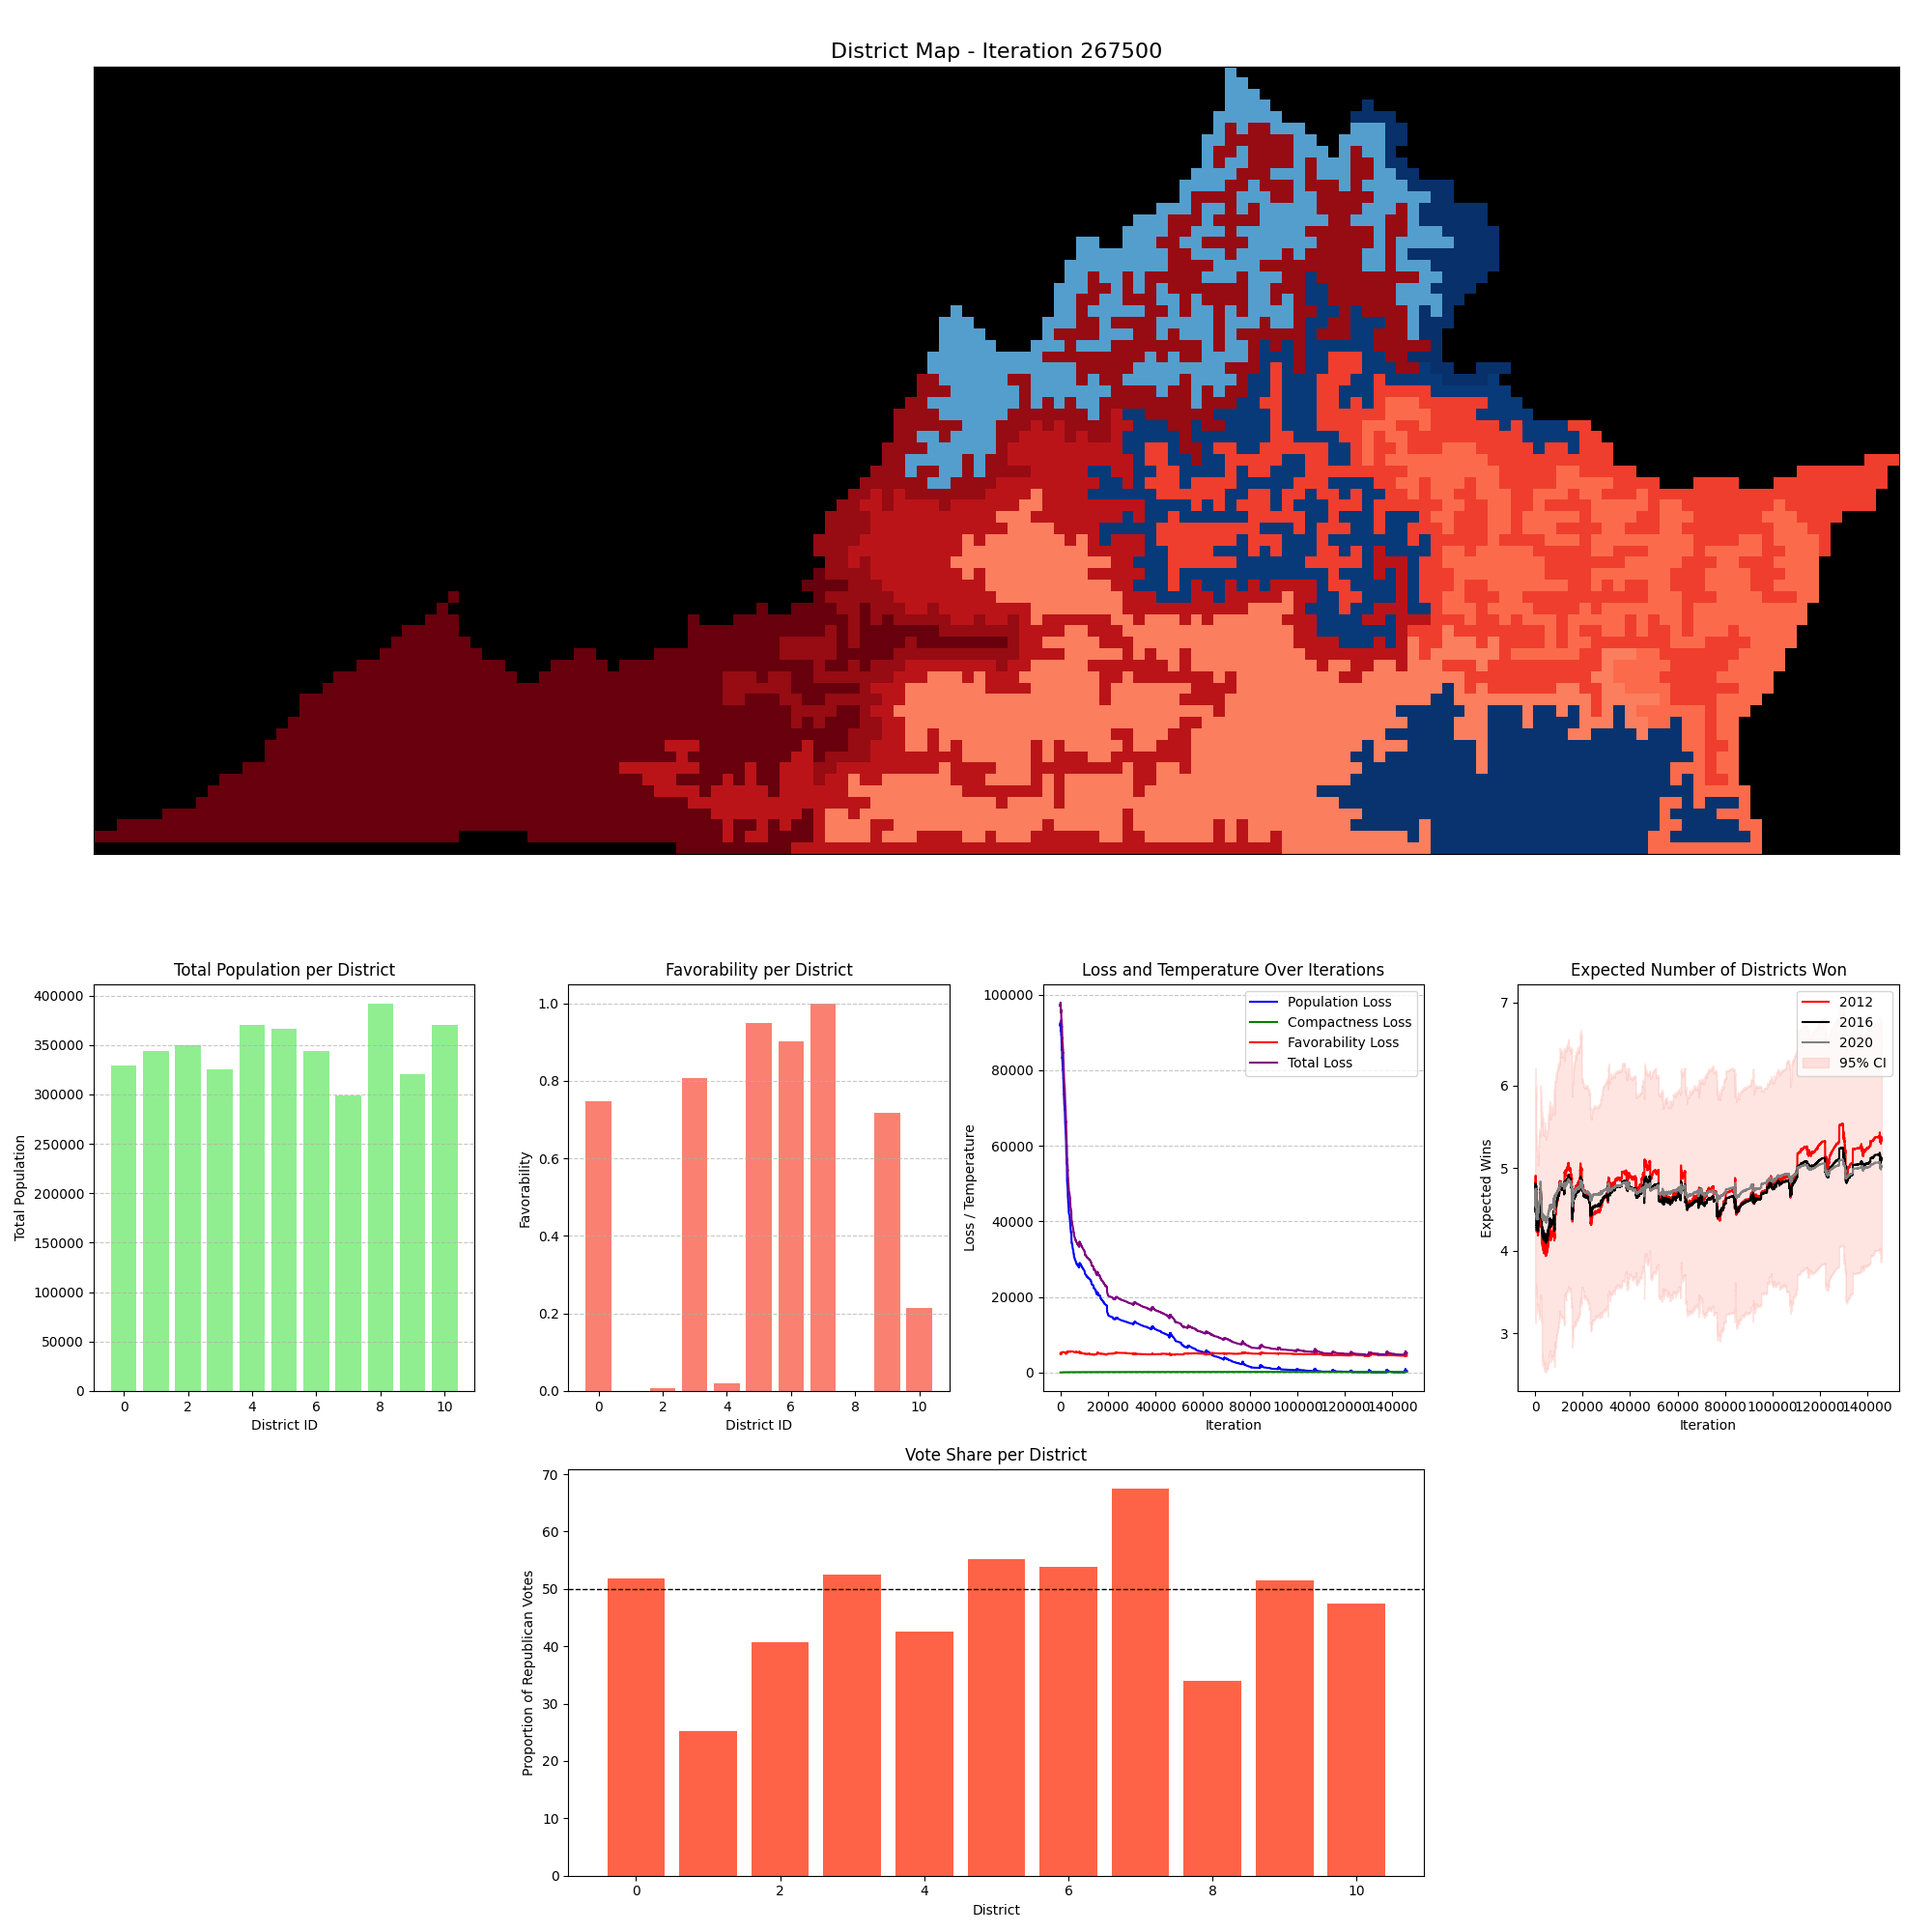 District Map - Iteration 267500
Total Population per District
Total Population
400000
350000
300000
250000
200000
150000
100000
50000
0
0 2 4 6 8 10
District ID
Favorability per District
Favorability
1.0
0.8
0.6
0.4
0.2
0.0
0 2 4 6 8 10
District ID
Loss and Temperature Over Iterations
Loss / Temperature
100000
80000
60000
40000
20000
0
Population Loss
Compactness Loss
Favorability Loss
Total Loss
0 20000 40000 60000 80000 100000 120000 140000
Iteration
Expected Number of Districts Won
Expected Wins
7
6
5
4
3
2012
2016
2020
95% CI
0 20000 40000 60000 80000 100000 120000 140000
Iteration
Vote Share per District
Proportion of Republican Votes
70
60
50
40
30
20
10
0
0 2 4 6 8 10
District